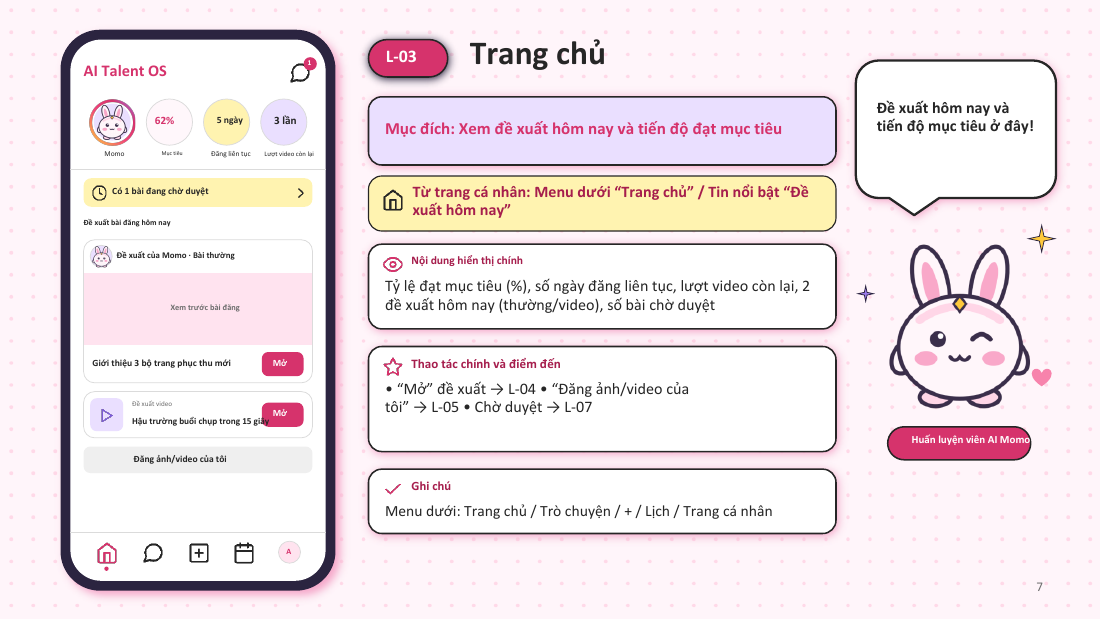 AI Talent OS
1
62%
5 ngày
3 lần
Momo
Mục tiêu
Đăng liên tục
Lượt video còn lại
Có 1 bài đang chờ duyệt
Đề xuất bài đăng hôm nay
Đề xuất của Momo · Bài thường
Xem trước bài đăng
Giới thiệu 3 bộ trang phục thu mới
Mở
Đề xuất video
Hậu trường buổi chụp trong 15 giây
Mở
Đăng ảnh/video của tôi
A
L-03
Trang chủ
Mục đích: Xem đề xuất hôm nay và tiến độ đạt mục tiêu
Từ trang cá nhân: Menu dưới “Trang chủ” / Tin nổi bật “Đề
xuất hôm nay”
Nội dung hiển thị chính
Tỷ lệ đạt mục tiêu (%), số ngày đăng liên tục, lượt video còn lại, 2
đề xuất hôm nay (thường/video), số bài chờ duyệt
Thao tác chính và điểm đến
• “Mở” đề xuất → L-04 • “Đăng ảnh/video của
tôi” → L-05 • Chờ duyệt → L-07
Ghi chú
Menu dưới: Trang chủ / Trò chuyện / + / Lịch / Trang cá nhân
Đề xuất hôm nay và
tiến độ mục tiêu ở đây!
Huấn luyện viên AI Momo
7